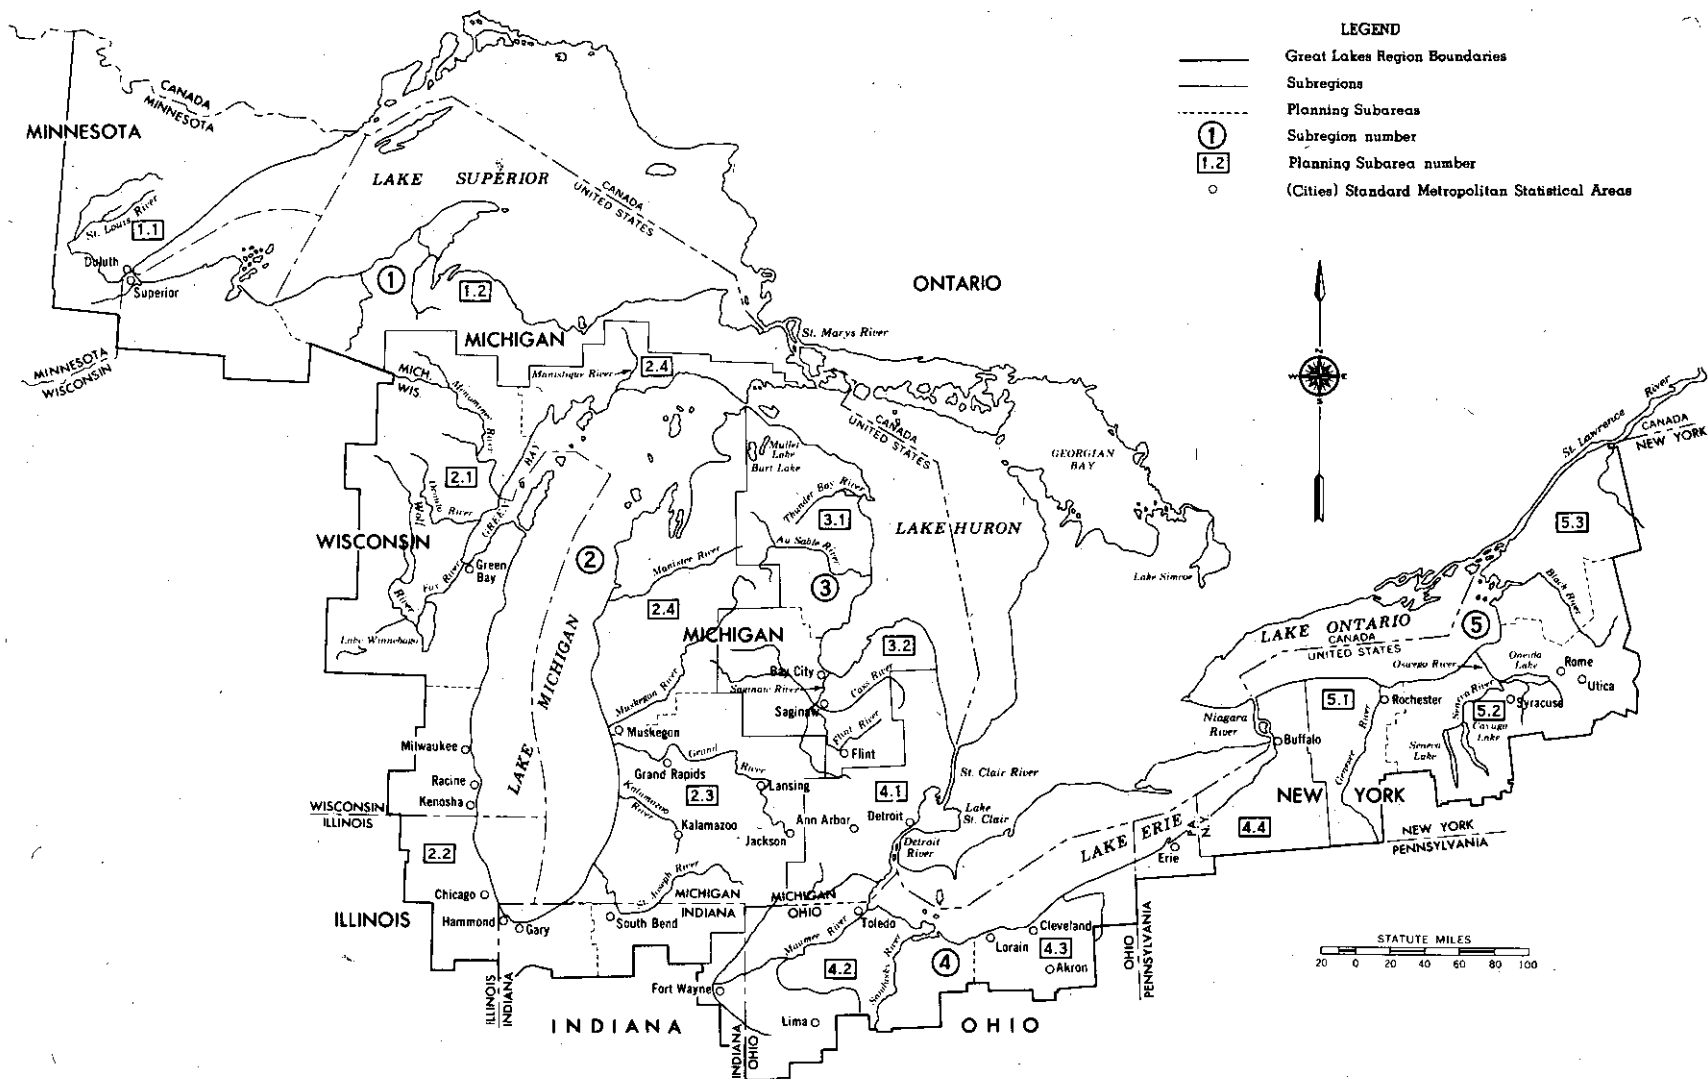 LEGEND
Great Lakes Region Boundaries
Subregions
Planning Subareas
1 Subregion number
1.2 Planning Subarea number
(Cities) Standard Metropolitan Statistical Areas
CANADA
MINNESOTA
MINNESOTA
LAKE SUPERIOR
CANADA
UNITED STATES
St. Louis River
1.1
Duluth
Superior
1
1.2
ONTARIO
MICHIGAN
St. Marys River
MINNESOTA
WISCONSIN
MICH.
WIS.
Menominee River
Manistique River
2.4
N
W
E
S
CANADA
UNITED STATES
Mullet Lake
Burt Lake
GEORGIAN BAY
St. Lawrence River
CANADA
NEW YORK
2.1
GREEN BAY
Wolf River
River
Thunder Bay River
3.1
LAKE HURON
5.3
WISCONSIN
Au Sable River
2
Green Bay
Fox River
Manistee River
3
Lake Simcoe
Black River
2.4
Lake Winnebago
MICHIGAN
3.2
LAKE ONTARIO
CANADA
UNITED STATES
5
Oswego River
Oneida Lake
Rome
Utica
LAKE MICHIGAN
Bay City
Saginaw River
Cass River
Saginaw
Muskegon River
Flint River
Flint
5.1
Rochester
Seneca River
5.2
Syracuse
Cayuga Lake
Seneca Lake
Genesee River
Niagara River
Buffalo
Muskegon
Milwaukee
Grand River
Grand Rapids
Racine
Kenosha
Lansing
2.3
Kalamazoo River
Kalamazoo
Jackson
Ann Arbor
4.1
Detroit
St. Clair River
Lake St. Clair
Detroit River
NEW YORK
4.4
NEW YORK
PENNSYLVANIA
WISCONSIN
ILLINOIS
2.2
LAKE ERIE
PA.
N.Y.
Erie
St. Joseph River
Chicago
MICHIGAN
INDIANA
MICHIGAN
OHIO
ILLINOIS
Hammond
Gary
South Bend
Toledo
Maumee River
Cleveland
Lorain
4.3
Akron
OHIO
PENNSYLVANIA
4.2
Sandusky River
4
Fort Wayne
Lima
ILLINOIS
INDIANA
INDIANA
INDIANA
OHIO
OHIO
STATUTE MILES
20 0 20 40 60 80 100